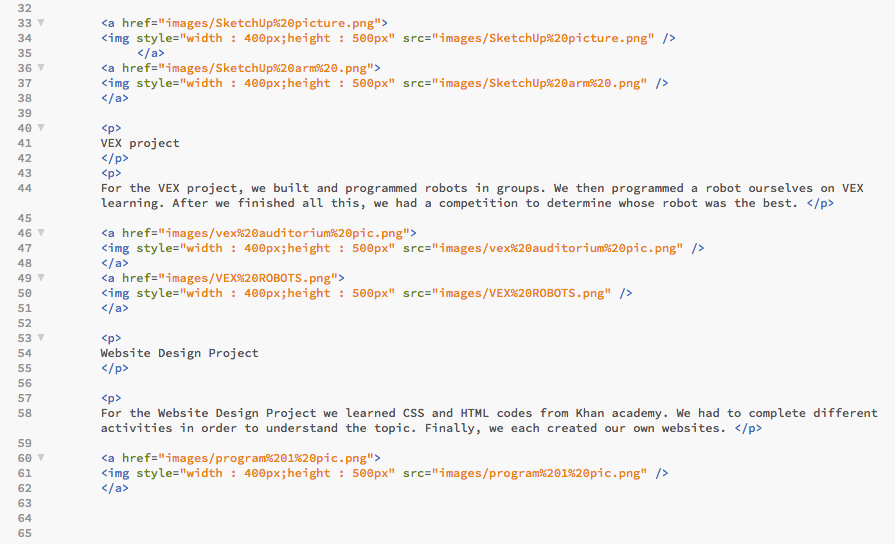 32
33 <a href="images/SketchUp%20picture.png">
34 <img style="width : 400px;height : 500px" src="images/SketchUp%20picture.png" />
35 </a>
36 <a href="images/SketchUp%20arm%20.png">
37 <img style="width : 400px;height : 500px" src="images/SketchUp%20arm%20.png" />
38 </a>
39
40 <p>
41 VEX project
42 </p>
43 <p>
44 For the VEX project, we built and programmed robots in groups. We then programmed a robot ourselves on VEX
learning. After we finished all this, we had a competition to determine whose robot was the best. </p>
45
46 <a href="images/vex%20auditorium%20pic.png">
47 <img style="width : 400px;height : 500px" src="images/vex%20auditorium%20pic.png" />
48 </a>
49 <a href="images/VEX%20ROBOTS.png">
50 <img style="width : 400px;height : 500px" src="images/VEX%20ROBOTS.png" />
51 </a>
52
53 <p>
54 Website Design Project
55 </p>
56
57 <p>
58 For the Website Design Project we learned CSS and HTML codes from Khan academy. We had to complete different
activities in order to understand the topic. Finally, we each created our own websites. </p>
59
60 <a href="images/program%201%20pic.png">
61 <img style="width : 400px;height : 500px" src="images/program%201%20pic.png" />
62 </a>
63
64
65